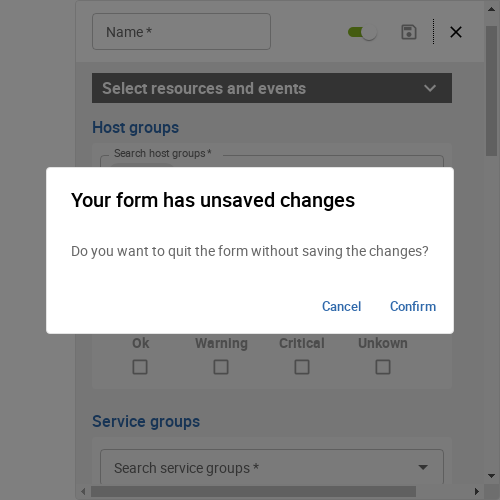 Name *
Select resources and events
Host groups
Search host groups *
Your form has unsaved changes
Do you want to quit the form without saving the changes?
Cancel Confirm
Ok Warning Critical Unkown
Service groups
Search service groups *